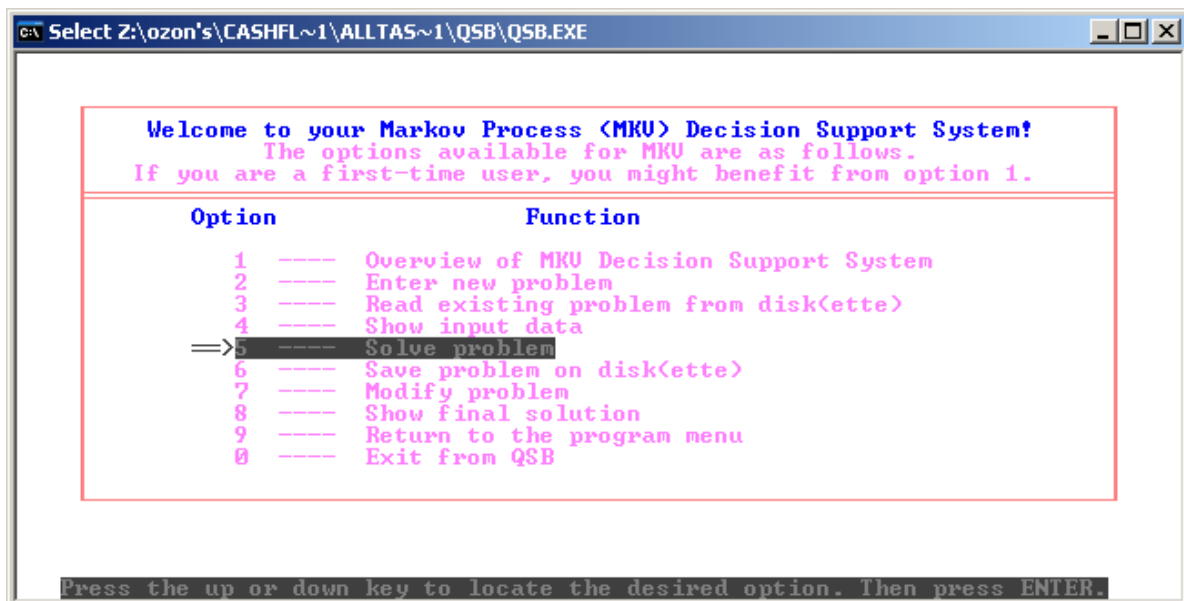 Select Z:\ozon's\CASHFL~1\ALLTAS~1\QSB\QSB.EXE
Welcome to your Markov Process (MKV) Decision Support System!
The options available for MKV are as follows.
If you are a first-time user, you might benefit from option 1.
Option Function
1 ---- Overview of MKV Decision Support System
2 ---- Enter new problem
3 ---- Read existing problem from disk(ette)
4 ---- Show input data
==>5 ---- Solve problem
6 ---- Save problem on disk(ette)
7 ---- Modify problem
8 ---- Show final solution
9 ---- Return to the program menu
0 ---- Exit from QSB
Press the up or down key to locate the desired option. Then press ENTER.